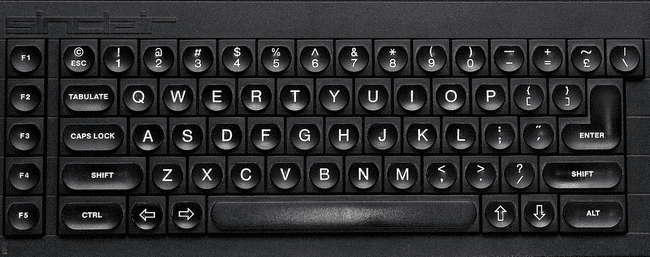 sinclair
F1 © ESC ! 1 @ 2 # 3 $ 4 % 5 ^ 6 & 7 * 8 ( 9 ) 0 — - + = ~ £ | \
F2 TABULATE Q W E R T Y U I O P { [ } ]
F3 CAPS LOCK A S D F G H J K L : ; " ' ENTER
F4 SHIFT Z X C V B N M < , > . ? / SHIFT
F5 CTRL ⇦ ⇨ ⇧ ⇩ ALT